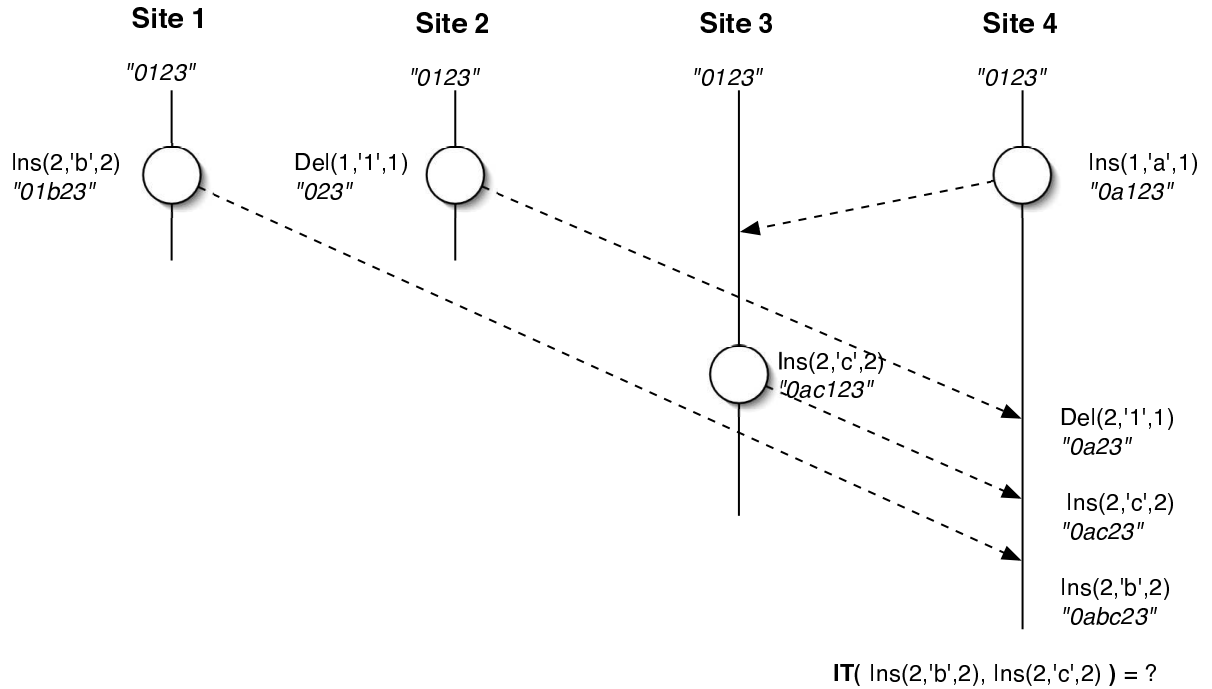 Site 1 Site 2 Site 3 Site 4
"0123" "0123" "0123" "0123"
Ins(2,'b',2)
"01b23"
Del(1,'1',1)
"023"
Ins(1,'a',1)
"0a123"
Ins(2,'c',2)
"0ac123"
Del(2,'1',1)
"0a23"
Ins(2,'c',2)
"0ac23"
Ins(2,'b',2)
"0abc23"
IT( Ins(2,'b',2), Ins(2,'c',2) ) = ?